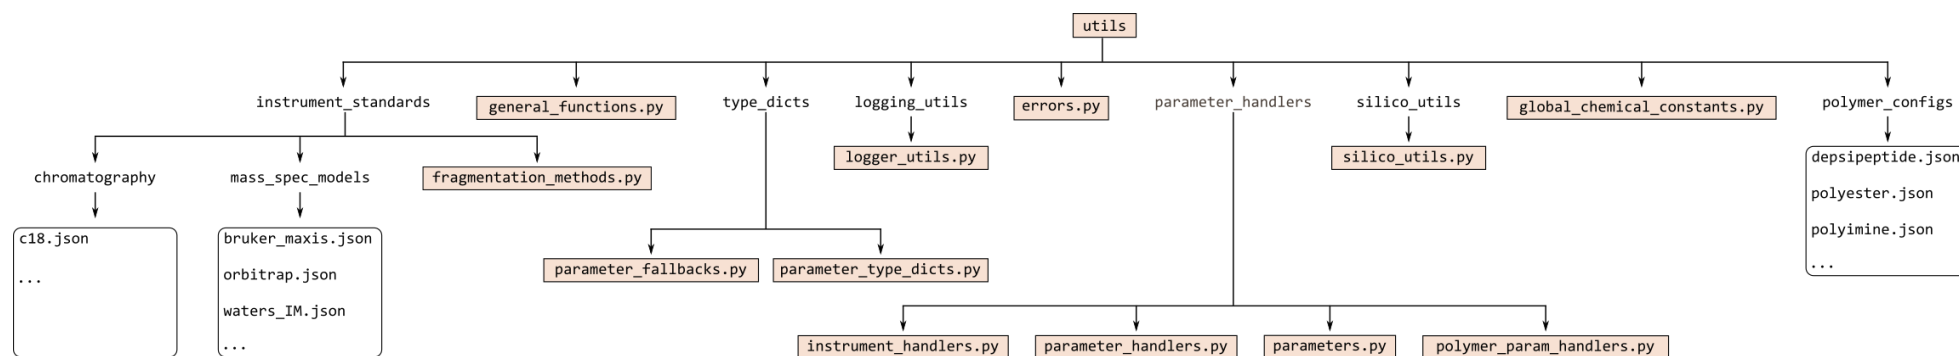 utils
instrument_standards
general_functions.py
type_dicts
logging_utils
errors.py
parameter_handlers
silico_utils
global_chemical_constants.py
polymer_configs
logger_utils.py
silico_utils.py
depsipeptide.json
polyester.json
polyimine.json
...
chromatography
mass_spec_models
fragmentation_methods.py
c18.json
...
bruker_maxis.json
orbitrap.json
waters_IM.json
...
parameter_fallbacks.py
parameter_type_dicts.py
instrument_handlers.py
parameter_handlers.py
parameters.py
polymer_param_handlers.py